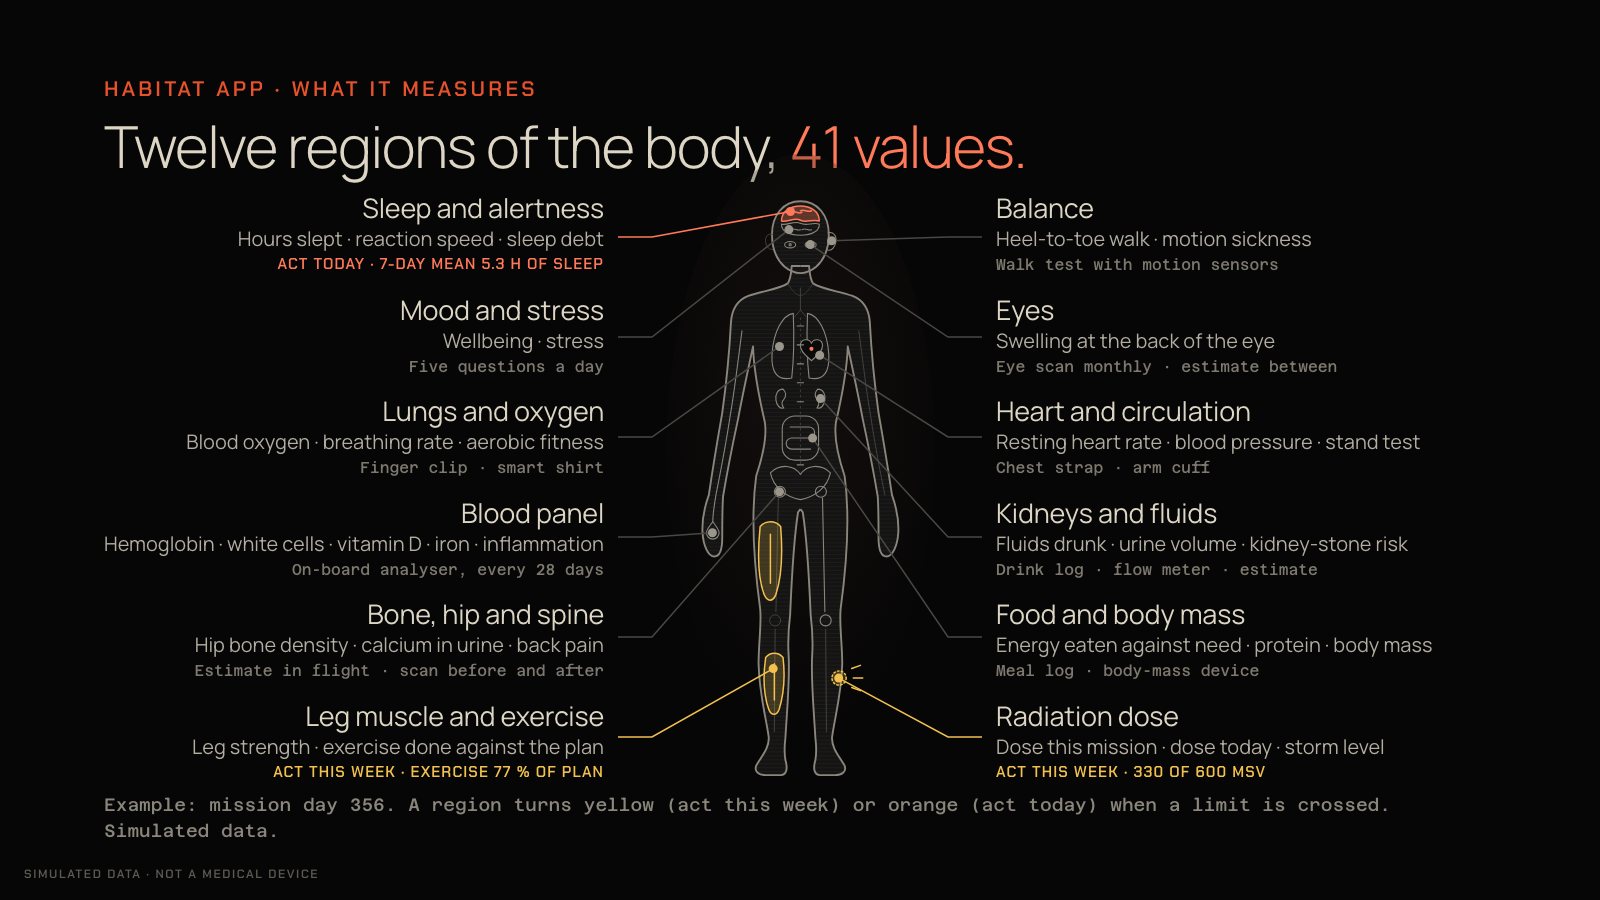 HABITAT APP · WHAT IT MEASURES
Twelve regions of the body, 41 values.
Sleep and alertness
Hours slept · reaction speed · sleep debt
ACT TODAY · 7-DAY MEAN 5.3 H OF SLEEP
Mood and stress
Wellbeing · stress
Five questions a day
Lungs and oxygen
Blood oxygen · breathing rate · aerobic fitness
Finger clip · smart shirt
Blood panel
Hemoglobin · white cells · vitamin D · iron · inflammation
On-board analyser, every 28 days
Bone, hip and spine
Hip bone density · calcium in urine · back pain
Estimate in flight · scan before and after
Leg muscle and exercise
Leg strength · exercise done against the plan
ACT THIS WEEK · EXERCISE 77 % OF PLAN
Balance
Heel-to-toe walk · motion sickness
Walk test with motion sensors
Eyes
Swelling at the back of the eye
Eye scan monthly · estimate between
Heart and circulation
Resting heart rate · blood pressure · stand test
Chest strap · arm cuff
Kidneys and fluids
Fluids drunk · urine volume · kidney-stone risk
Drink log · flow meter · estimate
Food and body mass
Energy eaten against need · protein · body mass
Meal log · body-mass device
Radiation dose
Dose this mission · dose today · storm level
ACT THIS WEEK · 330 OF 600 MSV
Example: mission day 356. A region turns yellow (act this week) or orange (act today) when a limit is crossed.
Simulated data.
SIMULATED DATA · NOT A MEDICAL DEVICE